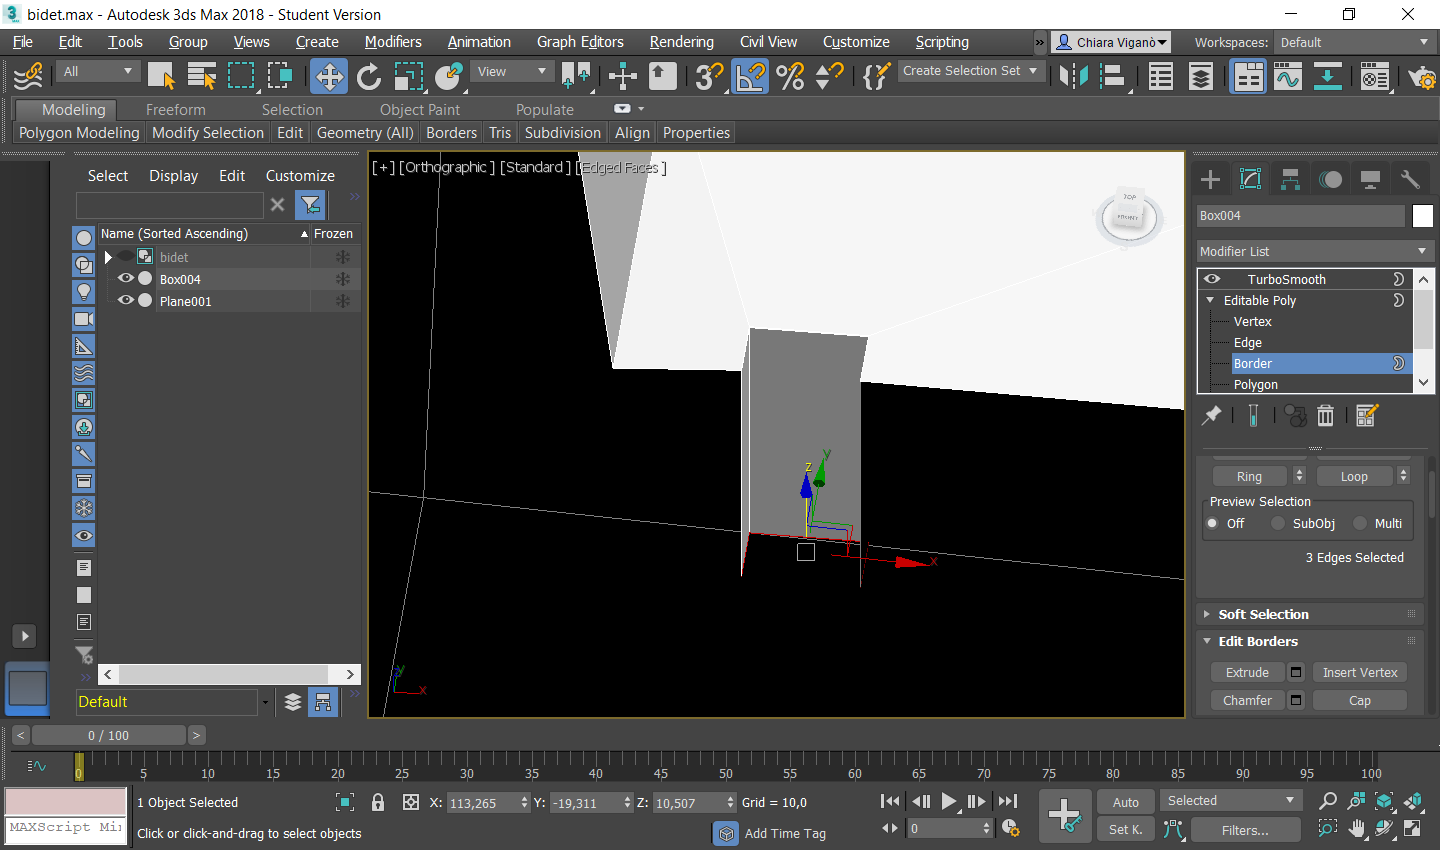 bidet.max - Autodesk 3ds Max 2018 - Student Version
File Edit Tools Group Views Create Modifiers Animation Graph Editors Rendering Civil View Customize Scripting » Chiara Viganò Workspaces: Default
All View Create Selection Set
Modeling Freeform Selection Object Paint Populate
Polygon Modeling Modify Selection Edit Geometry (All) Borders Tris Subdivision Align Properties
Select Display Edit Customize
[+] [Orthographic ] [Standard ] [Edged Faces ]
TOP
Name (Sorted Ascending) Frozen
bidet
Box004
Plane001
Box004
Modifier List
TurboSmooth
Editable Poly
Vertex
Edge
Border
Polygon
z y x
y x
Ring Loop
Preview Selection
Off SubObj Multi
3 Edges Selected
Soft Selection
Edit Borders
Extrude Insert Vertex
Chamfer Cap
Default
< 0 / 100 >
0 5 10 15 20 25 30 35 40 45 50 55 60 65 70 75 80 85 90 95 100
1 Object Selected X: 113,265 Y: -19,311 Z: 10,507 Grid = 10,0
Auto Selected
MAXScript Mi
Click or click-and-drag to select objects
Add Time Tag
0
Set K. Filters...